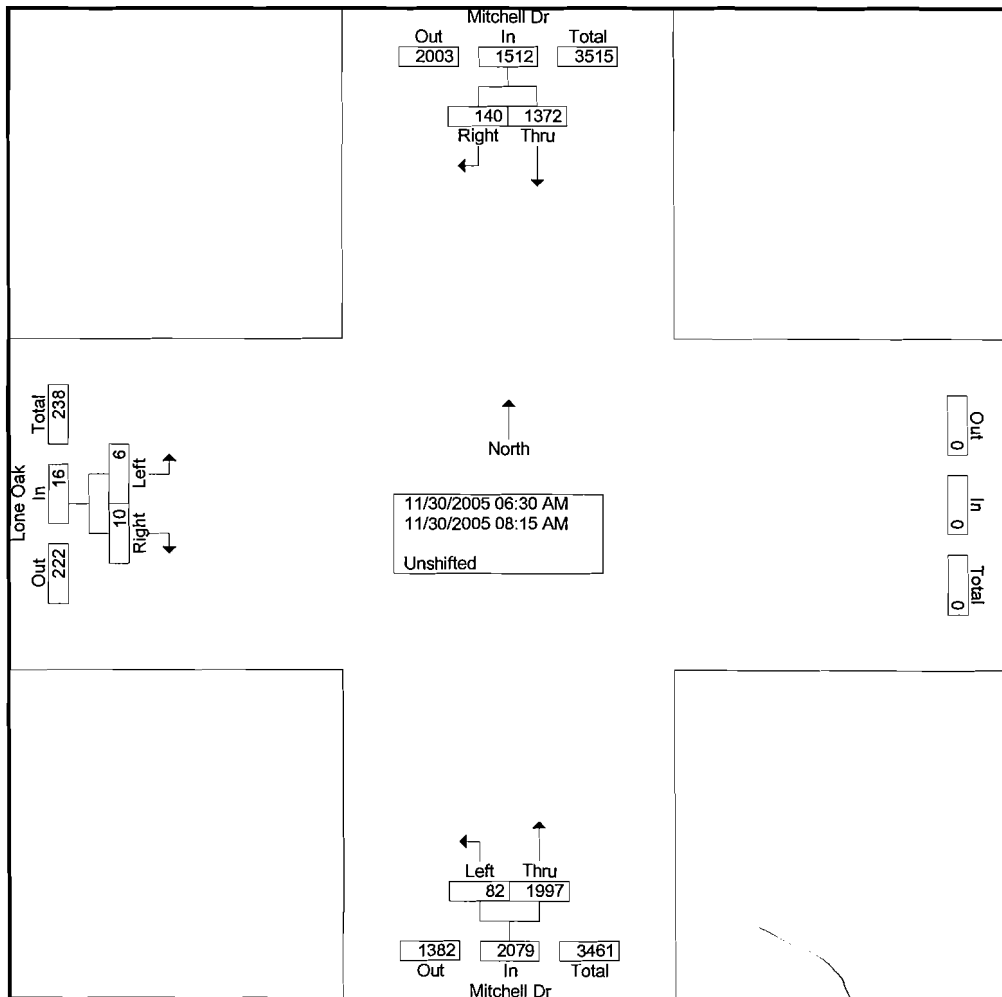 Mitchell Dr
Out In Total
2003 1512 3515
140 1372
Right Thru
Lone Oak
Total In Out
238 16 222
6 10
Left Right
North
11/30/2005 06:30 AM
11/30/2005 08:15 AM
Unshifted
Out In Total
0 0 0
Left Thru
82 1997
1382 2079 3461
Out In Total
Mitchell Dr